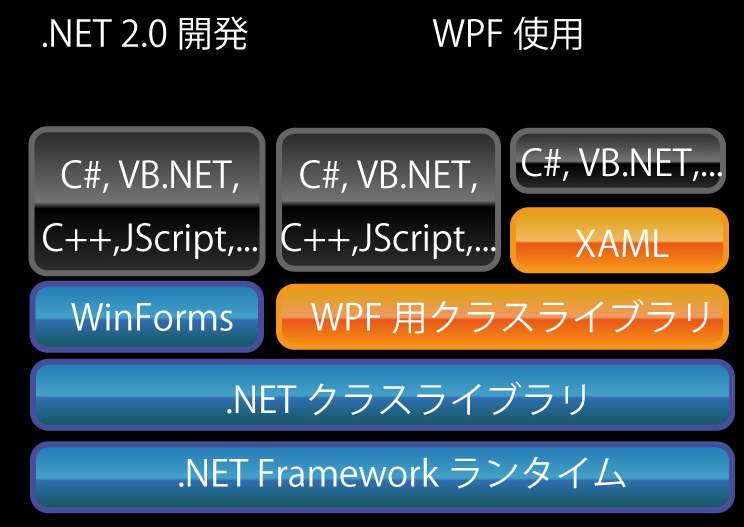 .NET 2.0 開発
WPF 使用
C#, VB.NET,
C++,JScript,...
C#, VB.NET,
C++,JScript,...
C#, VB.NET,...
XAML
WinForms
WPF 用クラスライブラリ
.NET クラスライブラリ
.NET Framework ランタイム